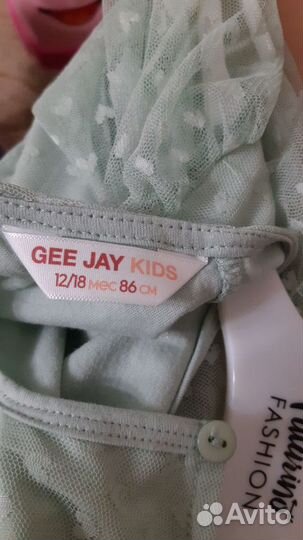 GEE JAY KIDS
12/18 мес 86 см
FASHION
Avito